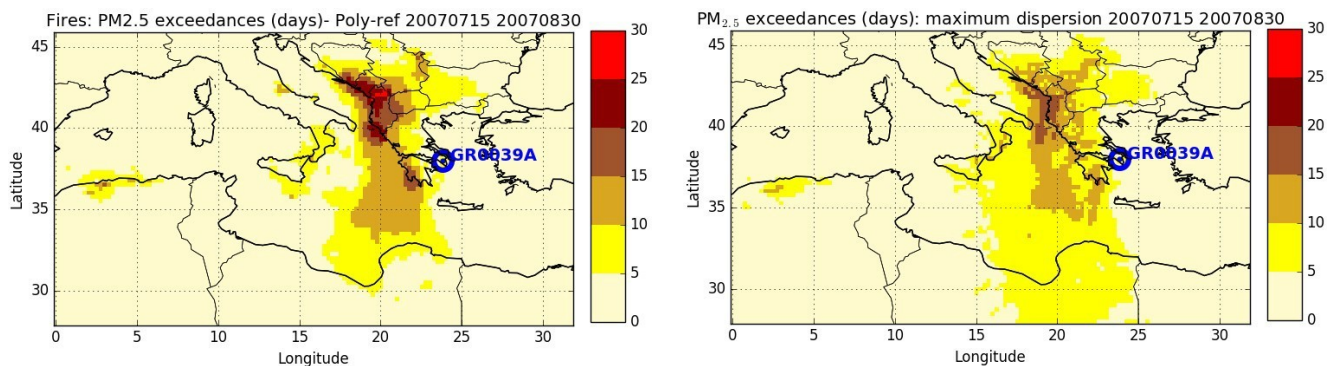 Fires: PM2.5 exceedances (days)- Poly-ref 20070715 20070830
45
40
35
30
Latitude
0 5 10 15 20 25 30
Longitude
GR0039A
30
25
20
15
10
5
0
PM2.5 exceedances (days): maximum dispersion 20070715 20070830
45
40
35
30
Latitude
0 5 10 15 20 25 30
Longitude
GR0039A
30
25
20
15
10
5
0